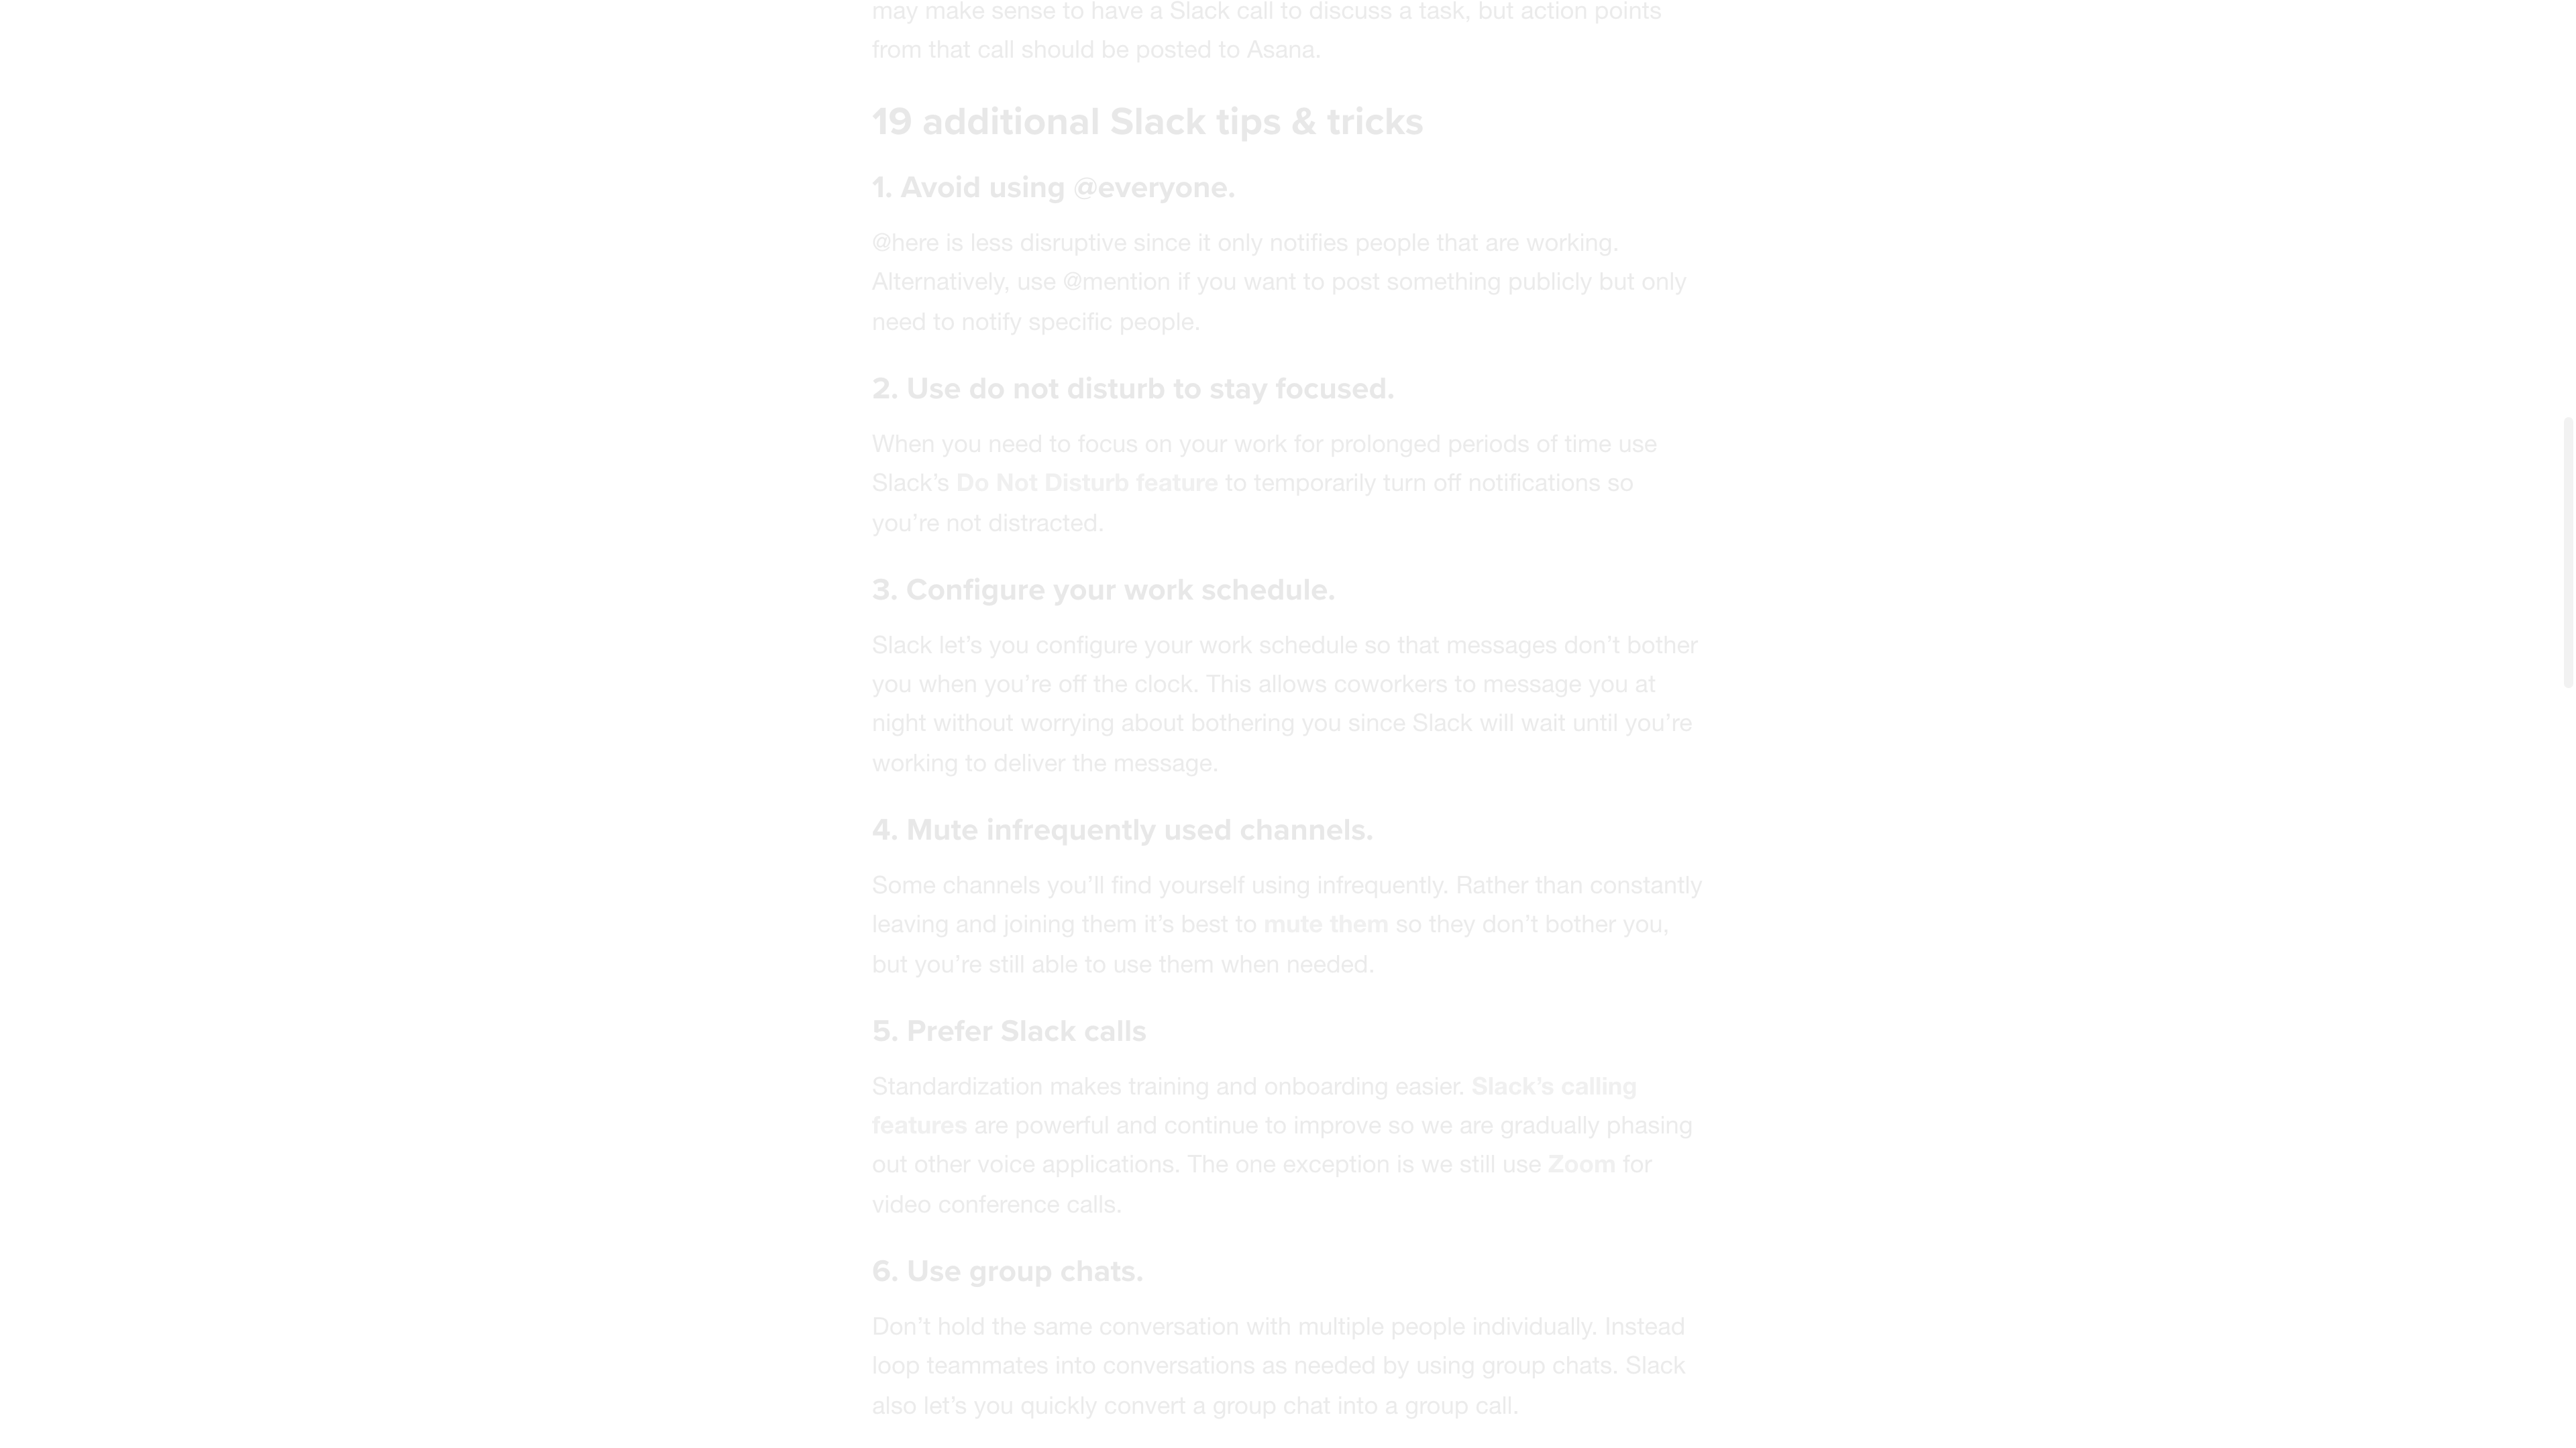 may make sense to have a Slack call to discuss a task, but action points
from that call should be posted to Asana.
19 additional Slack tips & tricks
1. Avoid using @everyone.
@here is less disruptive since it only notifies people that are working.
Alternatively, use @mention if you want to post something publicly but only
need to notify specific people.
2. Use do not disturb to stay focused.
When you need to focus on your work for prolonged periods of time use
Slack’s Do Not Disturb feature to temporarily turn off notifications so
you’re not distracted.
3. Configure your work schedule.
Slack let’s you configure your work schedule so that messages don’t bother
you when you’re off the clock. This allows coworkers to message you at
night without worrying about bothering you since Slack will wait until you’re
working to deliver the message.
4. Mute infrequently used channels.
Some channels you’ll find yourself using infrequently. Rather than constantly
leaving and joining them it’s best to mute them so they don’t bother you,
but you’re still able to use them when needed.
5. Prefer Slack calls
Standardization makes training and onboarding easier. Slack’s calling
features are powerful and continue to improve so we are gradually phasing
out other voice applications. The one exception is we still use Zoom for
video conference calls.
6. Use group chats.
Don’t hold the same conversation with multiple people individually. Instead
loop teammates into conversations as needed by using group chats. Slack
also let’s you quickly convert a group chat into a group call.